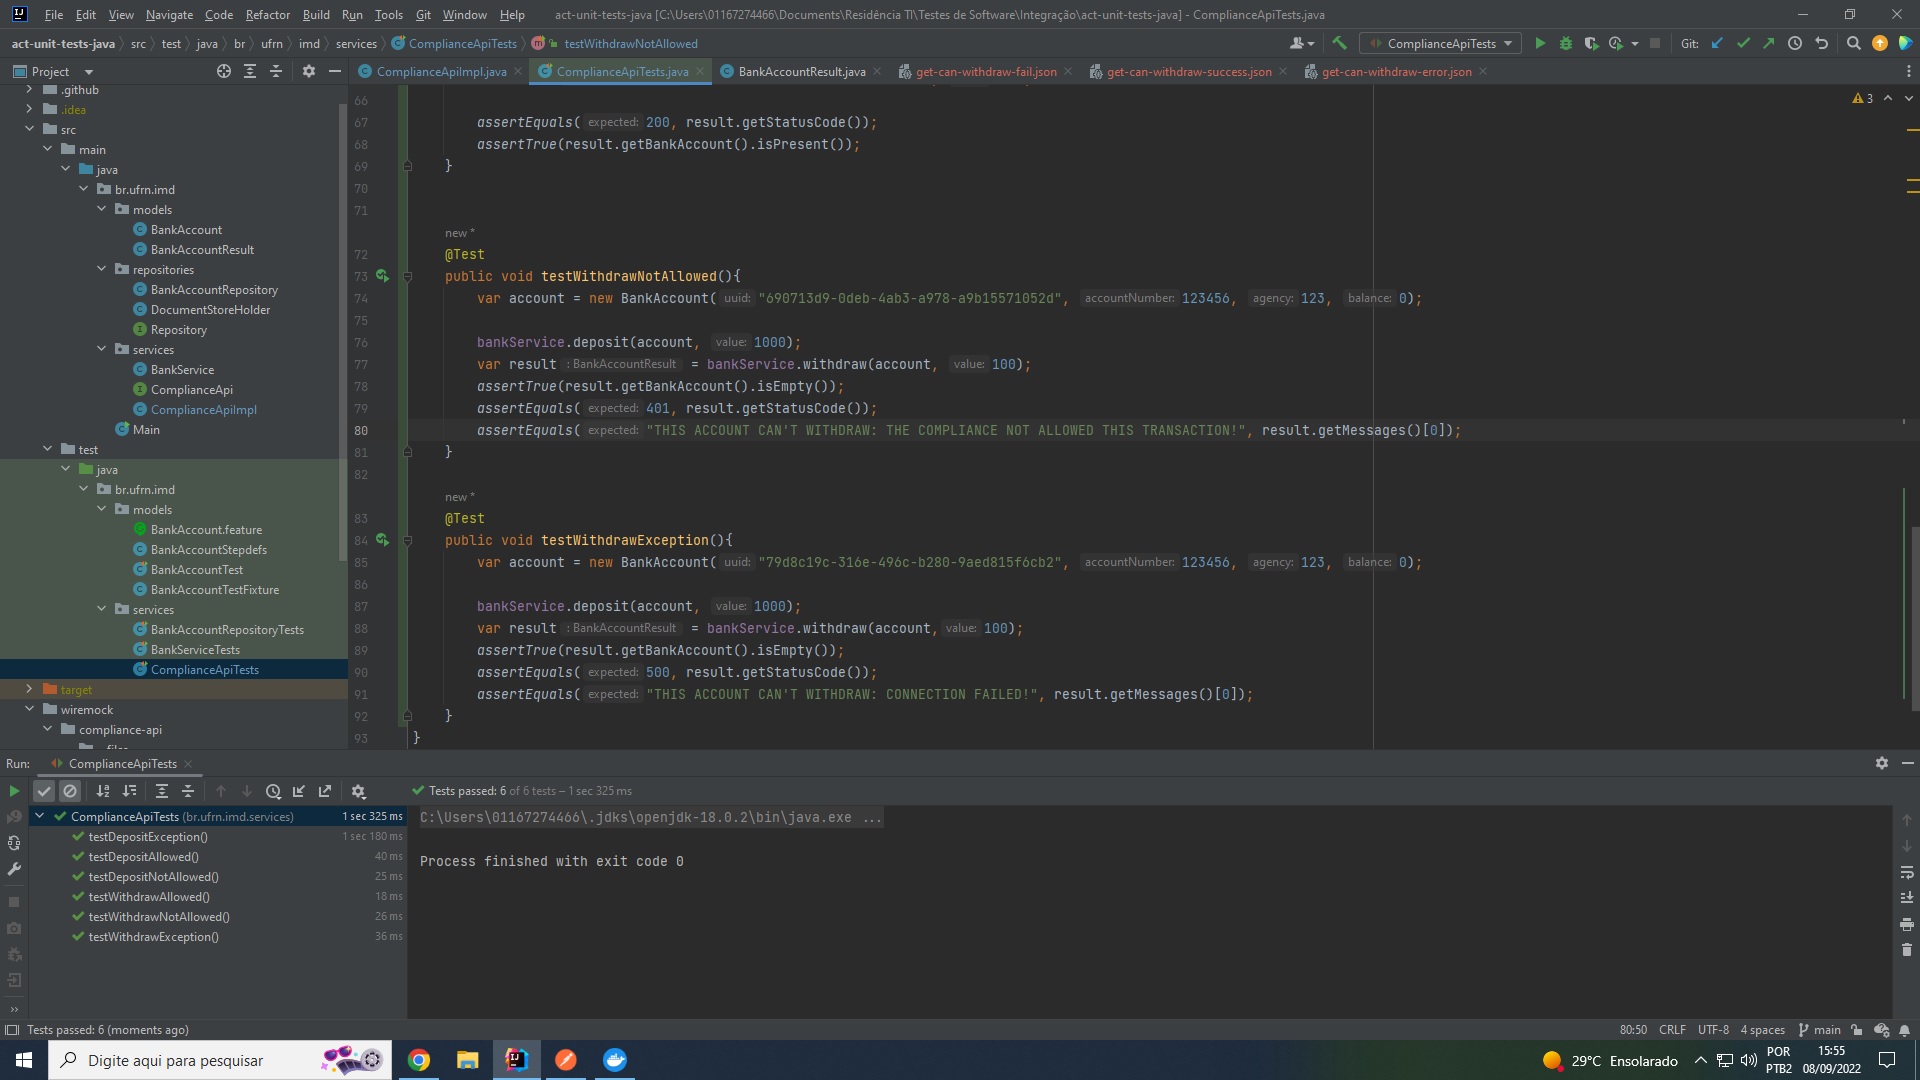 File Edit View Navigate Code Refactor Build Run Tools Git Window Help act-unit-tests-java [C:\Users\01167274466\Documents\Residência TI\Testes de Software\Integração\act-unit-tests-java] - ComplianceApiTests.java
act-unit-tests-java src test java br ufrn imd services ComplianceApiTests testWithdrawNotAllowed ComplianceApiTests Git:
Project
ComplianceApiImpl.java ComplianceApiTests.java BankAccountResult.java get-can-withdraw-fail.json get-can-withdraw-success.json get-can-withdraw-error.json
.github
.idea
src
main
java
br.ufrn.imd
models
BankAccount
BankAccountResult
repositories
BankAccountRepository
DocumentStoreHolder
Repository
services
BankService
ComplianceApi
ComplianceApiImpl
Main
test
java
br.ufrn.imd
models
BankAccount.feature
BankAccountStepdefs
BankAccountTest
BankAccountTestFixture
services
BankAccountRepositoryTests
BankServiceTests
ComplianceApiTests
target
wiremock
compliance-api
3
66
67 assertEquals( expected: 200, result.getStatusCode());
68 assertTrue(result.getBankAccount().isPresent());
69 }
70
71
new *
72 @Test
73 public void testWithdrawNotAllowed(){
74 var account = new BankAccount( uuid: "690713d9-0deb-4ab3-a978-a9b15571052d", accountNumber: 123456, agency: 123, balance: 0);
75
76 bankService.deposit(account, value: 1000);
77 var result : BankAccountResult = bankService.withdraw(account, value: 100);
78 assertTrue(result.getBankAccount().isEmpty());
79 assertEquals( expected: 401, result.getStatusCode());
80 assertEquals( expected: "THIS ACCOUNT CAN'T WITHDRAW: THE COMPLIANCE NOT ALLOWED THIS TRANSACTION!", result.getMessages()[0]);
81 }
82
new *
83 @Test
84 public void testWithdrawException(){
85 var account = new BankAccount( uuid: "79d8c19c-316e-496c-b280-9aed815f6cb2", accountNumber: 123456, agency: 123, balance: 0);
86
87 bankService.deposit(account, value: 1000);
88 var result : BankAccountResult = bankService.withdraw(account, value: 100);
89 assertTrue(result.getBankAccount().isEmpty());
90 assertEquals( expected: 500, result.getStatusCode());
91 assertEquals( expected: "THIS ACCOUNT CAN'T WITHDRAW: CONNECTION FAILED!", result.getMessages()[0]);
92 }
93 }
Run: ComplianceApiTests
Tests passed: 6 of 6 tests – 1 sec 325 ms
ComplianceApiTests (br.ufrn.imd.services) 1 sec 325 ms
testDepositException() 1 sec 180 ms
testDepositAllowed() 40 ms
testDepositNotAllowed() 25 ms
testWithdrawAllowed() 18 ms
testWithdrawNotAllowed() 26 ms
testWithdrawException() 36 ms
C:\Users\01167274466\.jdks\openjdk-18.0.2\bin\java.exe ...
Process finished with exit code 0
Tests passed: 6 (moments ago) 80:50 CRLF UTF-8 4 spaces main
Digite aqui para pesquisar 29°C Ensolarado POR PTB2 15:55 08/09/2022